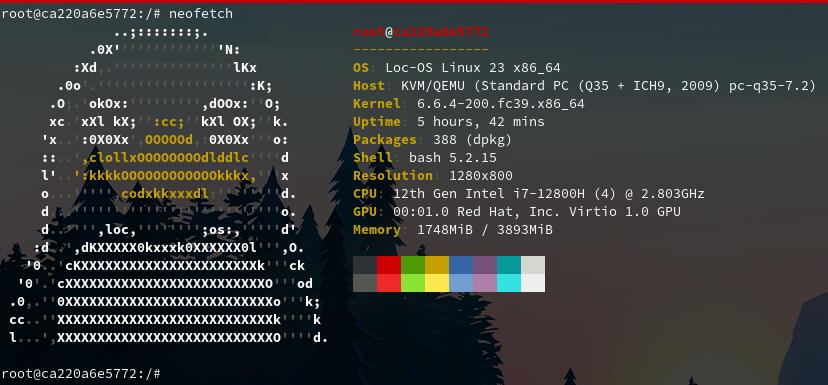 root@ca220a6e5772:/# neofetch
root@ca220a6e5772
-----------------
OS: Loc-OS Linux 23 x86_64
Host: KVM/QEMU (Standard PC (Q35 + ICH9, 2009) pc-q35-7.2)
Kernel: 6.6.4-200.fc39.x86_64
Uptime: 5 hours, 42 mins
Packages: 388 (dpkg)
Shell: bash 5.2.15
Resolution: 1280x800
CPU: 12th Gen Intel i7-12800H (4) @ 2.803GHz
GPU: 00:01.0 Red Hat, Inc. Virtio 1.0 GPU
Memory: 1748MiB / 3893MiB
root@ca220a6e5772:/#